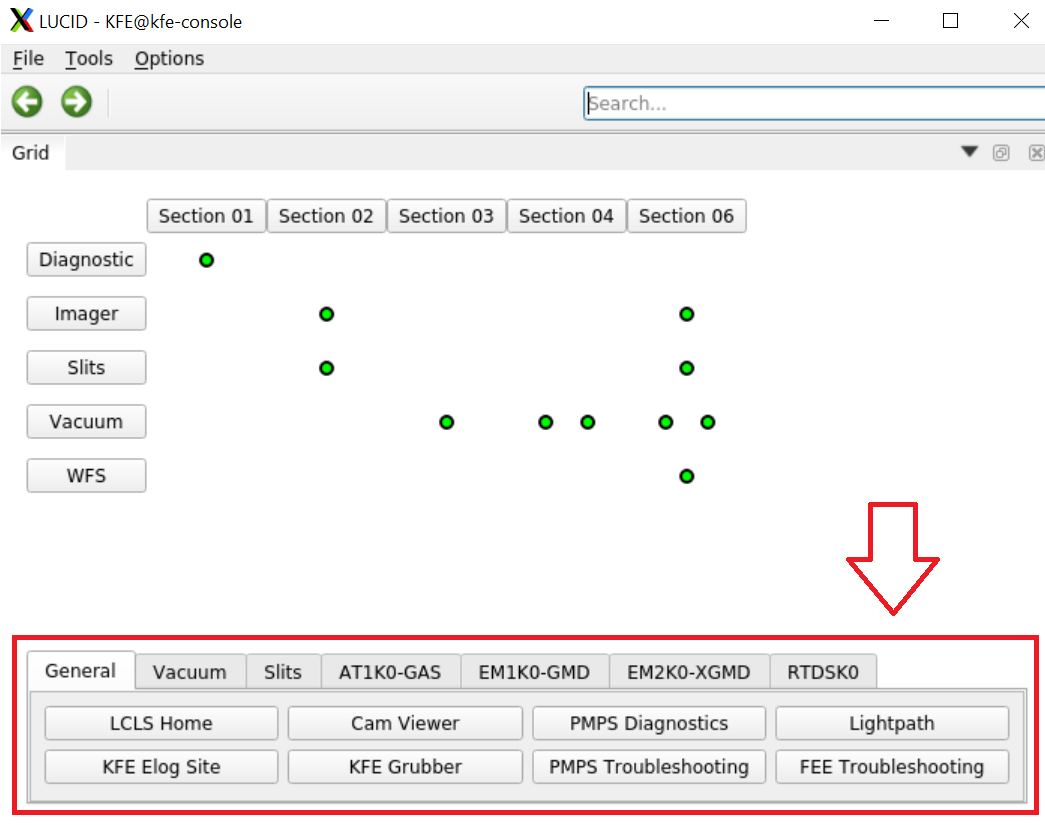 LUCID - KFE@kfe-console
File Tools Options
Search...
Grid
Section 01 Section 02 Section 03 Section 04 Section 06
Diagnostic
Imager
Slits
Vacuum
WFS
General Vacuum Slits AT1K0-GAS EM1K0-GMD EM2K0-XGMD RTDSK0
LCLS Home Cam Viewer PMPS Diagnostics Lightpath
KFE Elog Site KFE Grubber PMPS Troubleshooting FEE Troubleshooting